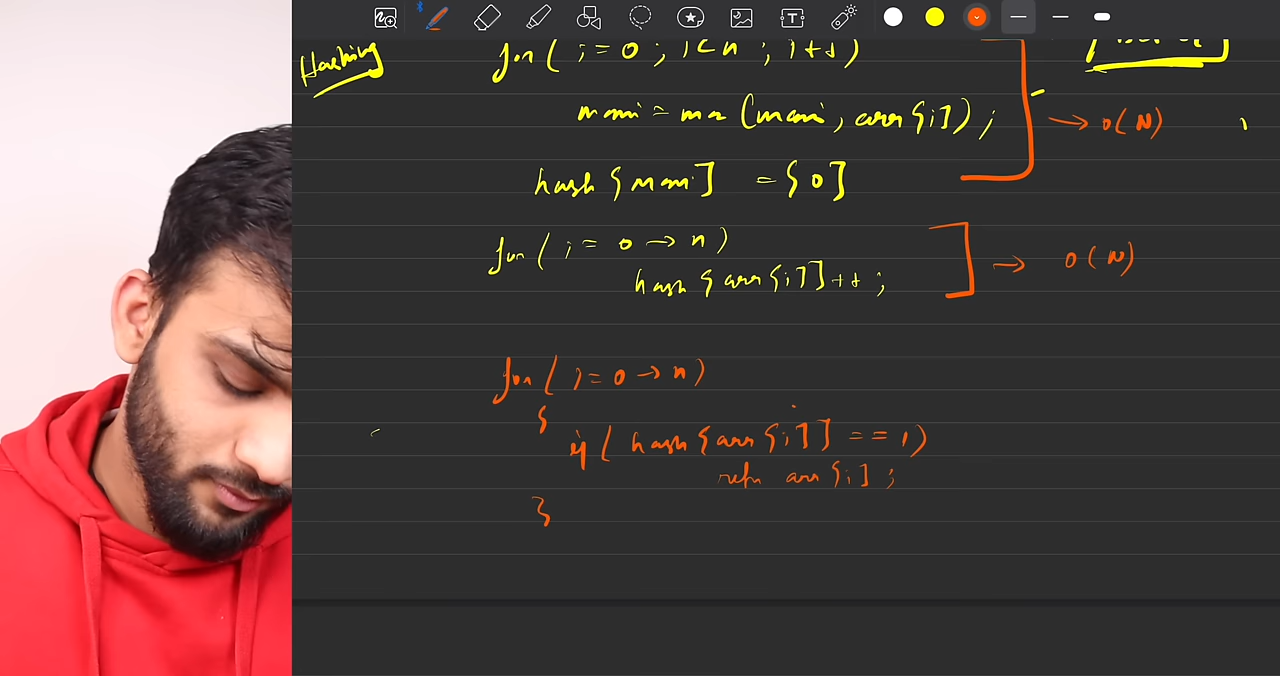 Hashing
for ( i = 0 ; i < n ; i++ )
maxi = max (maxi, arr[i]) ;
→ O(N)
hash [maxi] = {0}
for ( i = 0 → n )
hash [arr[i]]++ ;
→ O(N)
for ( i = 0 → n )
{
if ( hash [arr[i]] == 1 )
retn arr[i] ;
}